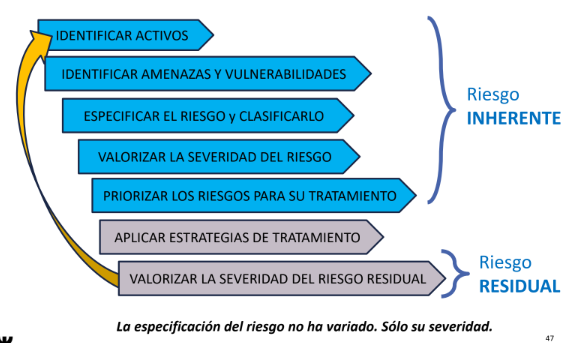 IDENTIFICAR ACTIVOS
IDENTIFICAR AMENAZAS Y VULNERABILIDADES
ESPECIFICAR EL RIESGO y CLASIFICARLO
VALORIZAR LA SEVERIDAD DEL RIESGO
PRIORIZAR LOS RIESGOS PARA SU TRATAMIENTO
Riesgo
INHERENTE
APLICAR ESTRATEGIAS DE TRATAMIENTO
VALORIZAR LA SEVERIDAD DEL RIESGO RESIDUAL
Riesgo
RESIDUAL
La especificación del riesgo no ha variado. Sólo su severidad.
47